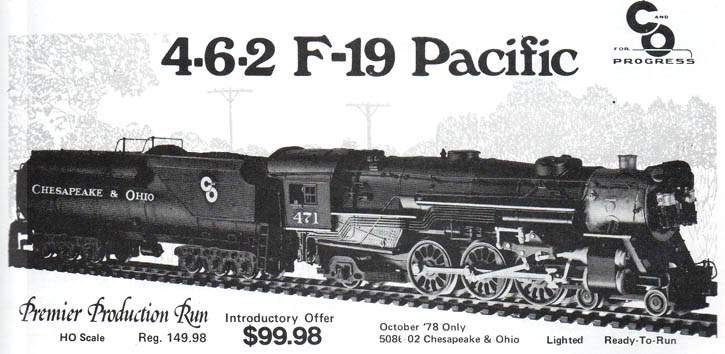 4-6-2 F-19 Pacific
C AND O
FOR PROGRESS
CHESAPEAKE & OHIO
C O
471
Premier Production Run
HO Scale Reg. 149.98
Introductory Offer
$99.98
October '78 Only
02 Chesapeake & Ohio Lighted Ready-To-Run